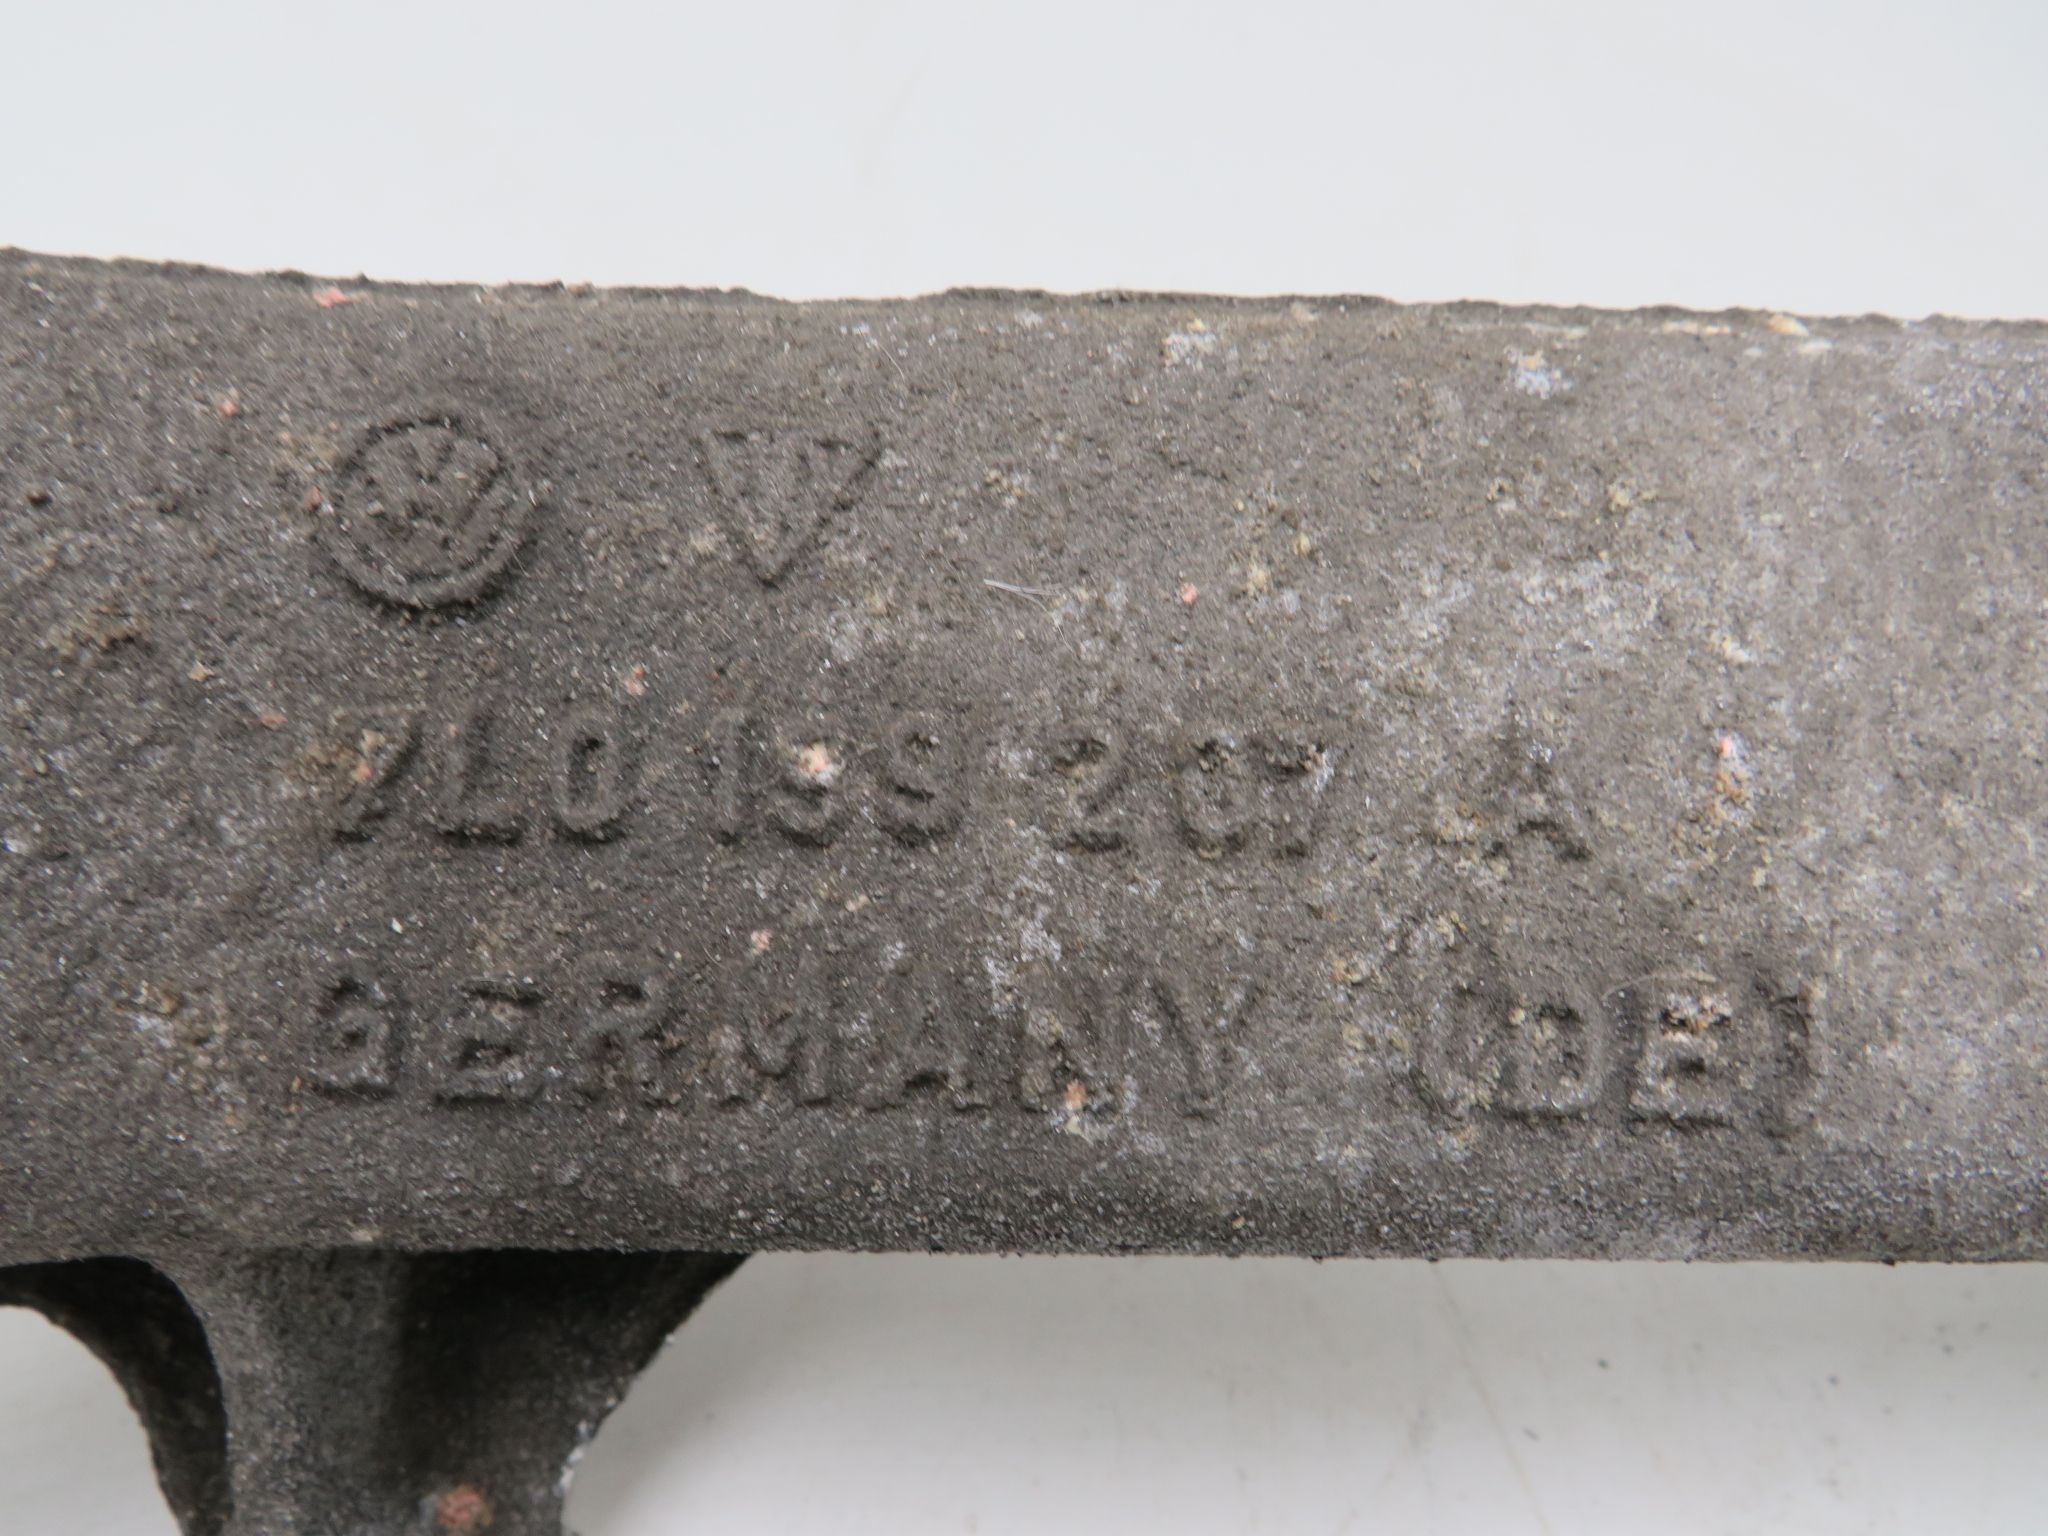 7L0 199 207 A
GERMANY (DE)